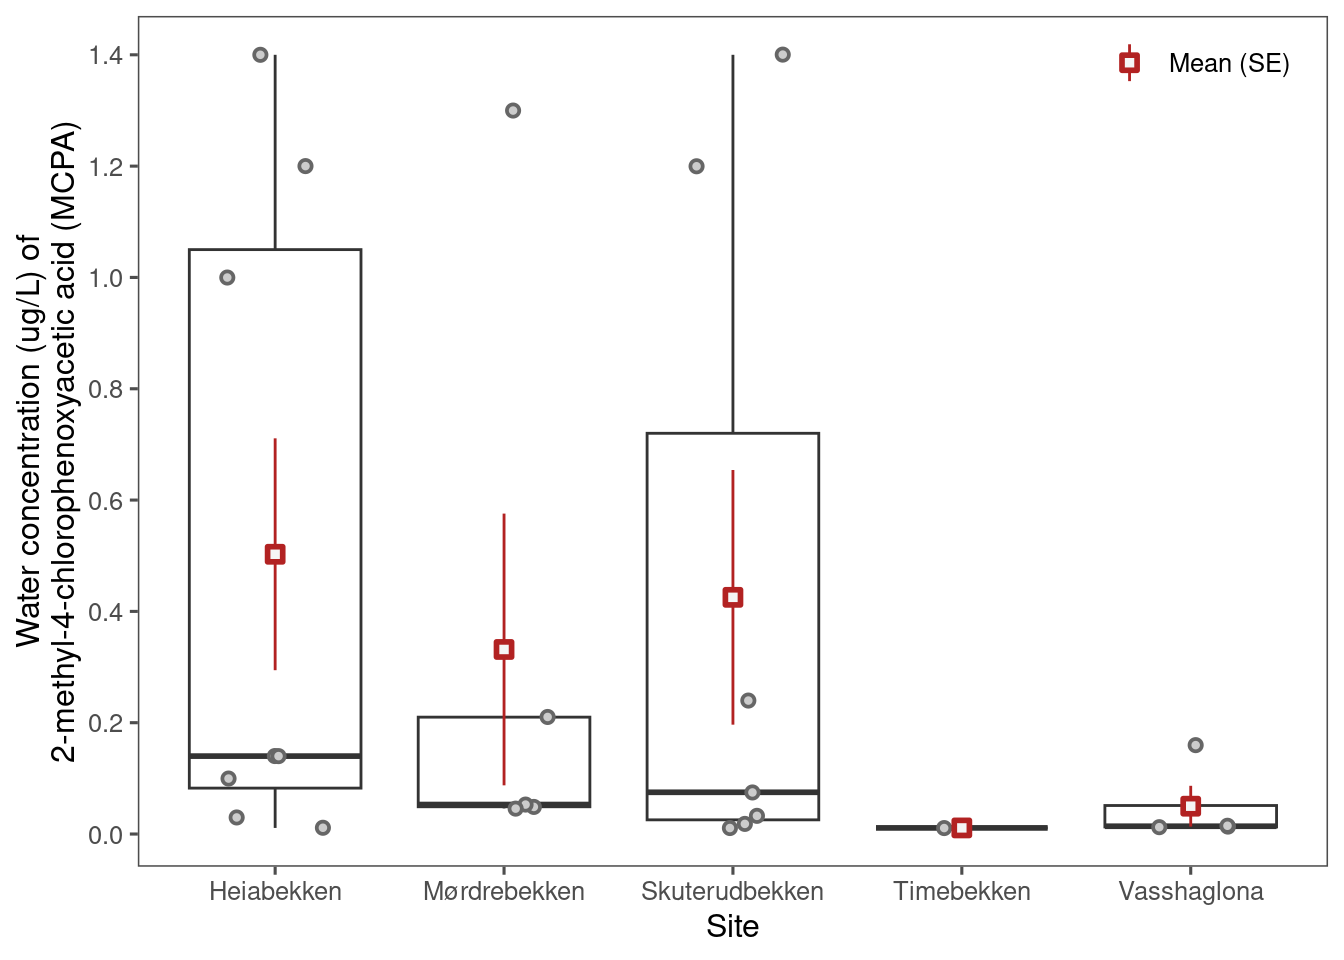 Water concentration (ug/L) of
2-methyl-4-chlorophenoxyacetic acid (MCPA)
1.4
1.2
1.0
0.8
0.6
0.4
0.2
0.0
Mean (SE)
Heiabekken
Mørdrebekken
Skuterudbekken
Timebekken
Vasshaglona
Site